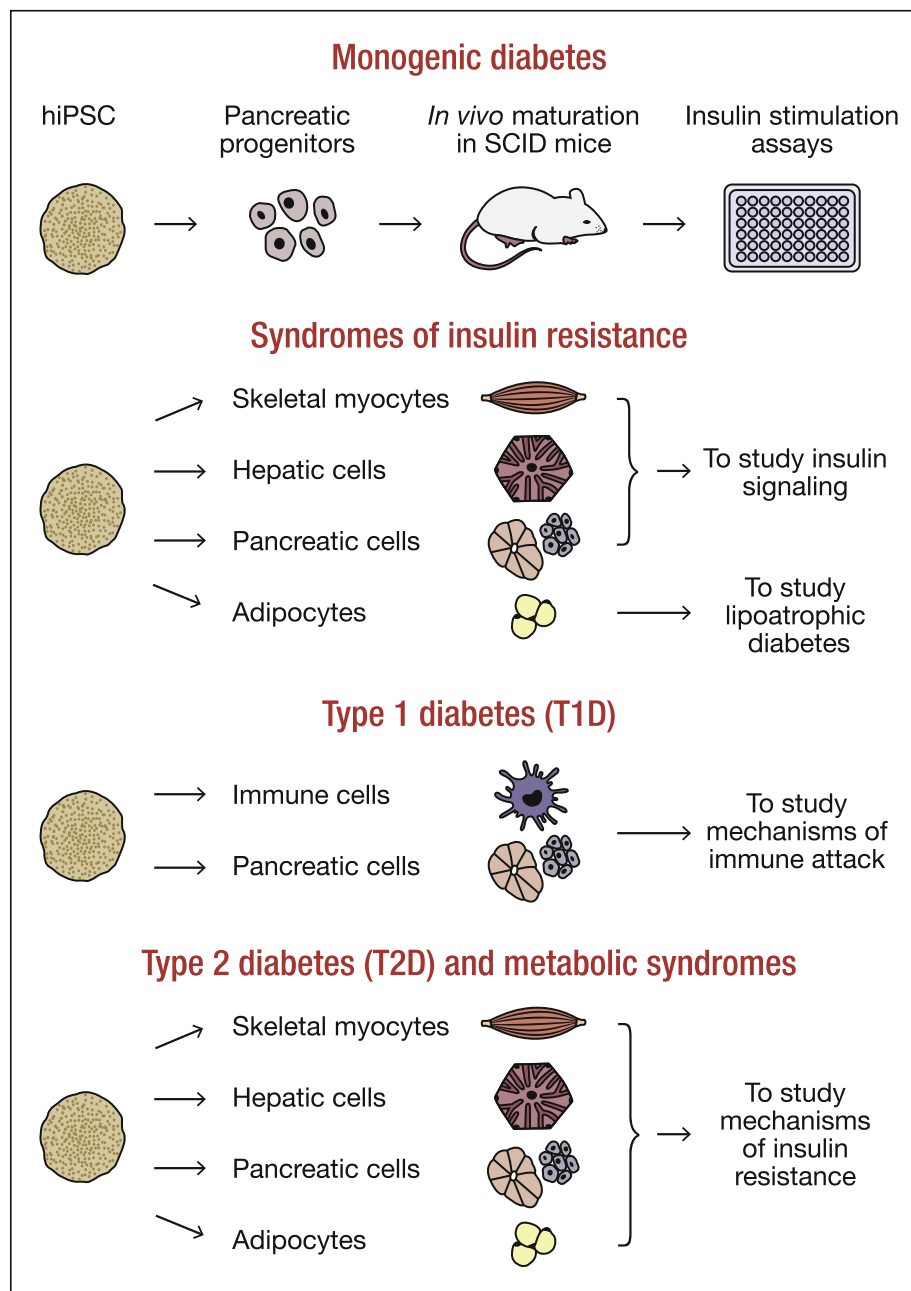 Monogenic diabetes
hiPSC
Pancreatic
progenitors
In vivo maturation
in SCID mice
Insulin stimulation
assays
Syndromes of insulin resistance
Skeletal myocytes
Hepatic cells
Pancreatic cells
Adipocytes
To study insulin
signaling
To study
lipoatrophic
diabetes
Type 1 diabetes (T1D)
Immune cells
Pancreatic cells
To study
mechanisms of
immune attack
Type 2 diabetes (T2D) and metabolic syndromes
Skeletal myocytes
Hepatic cells
Pancreatic cells
Adipocytes
To study
mechanisms
of insulin
resistance